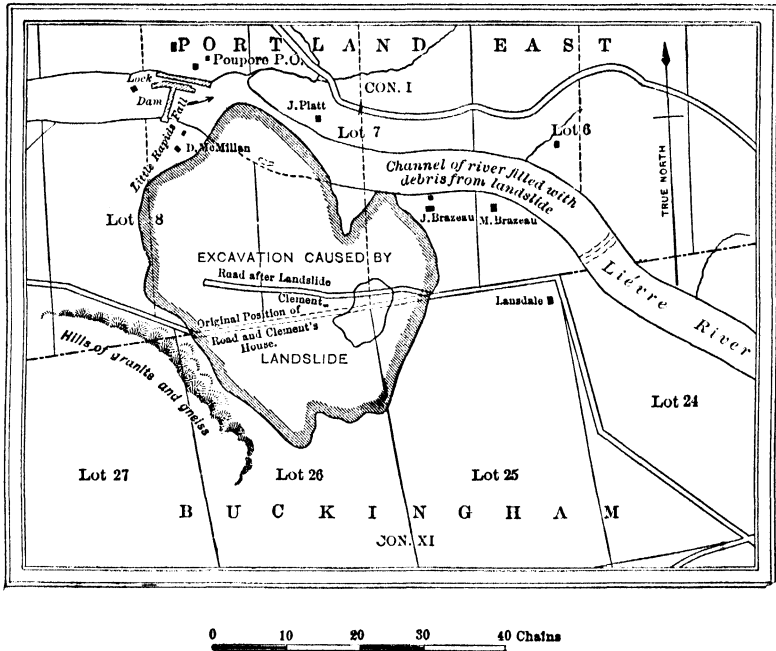 PORTLAND EAST
Poupore P.O.
CON. I
Lock
Dam
Little Rapids Fall
J. Platt
Lot 7
Lot 6
D. McMillan
Channel of river filled with
debris from landslide
TRUE NORTH
Lot 8
J. Brazeau
M. Brazeau
EXCAVATION CAUSED BY
Road after Landslide
Clement
Original Position of
Road and Clement's
House.
LANDSLIDE
Lansdale
Liévre River
Hills of granite and gneiss
Lot 24
Lot 27
Lot 26
Lot 25
BUCKINGHAM
CON. XI
0 10 20 30 40 Chains